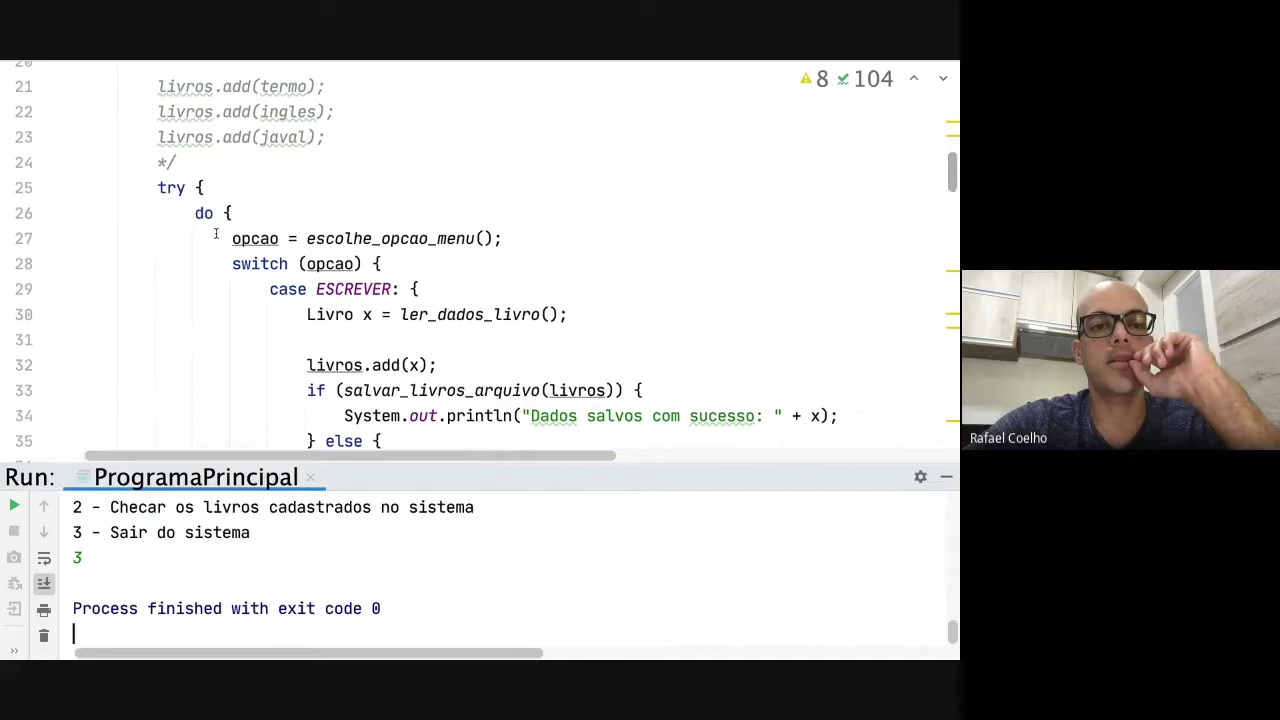 20
21 livros.add(termo);
22 livros.add(ingles);
23 livros.add(javal);
24 */
25 try {
26 do {
27 opcao = escolhe_opcao_menu();
28 switch (opcao) {
29 case ESCREVER: {
30 Livro x = ler_dados_livro();
31
32 livros.add(x);
33 if (salvar_livros_arquivo(livros)) {
34 System.out.println("Dados salvos com sucesso: " + x);
35 } else {
8 104
Run: ProgramaPrincipal
2 - Checar os livros cadastrados no sistema
3 - Sair do sistema
3
Process finished with exit code 0
Rafael Coelho